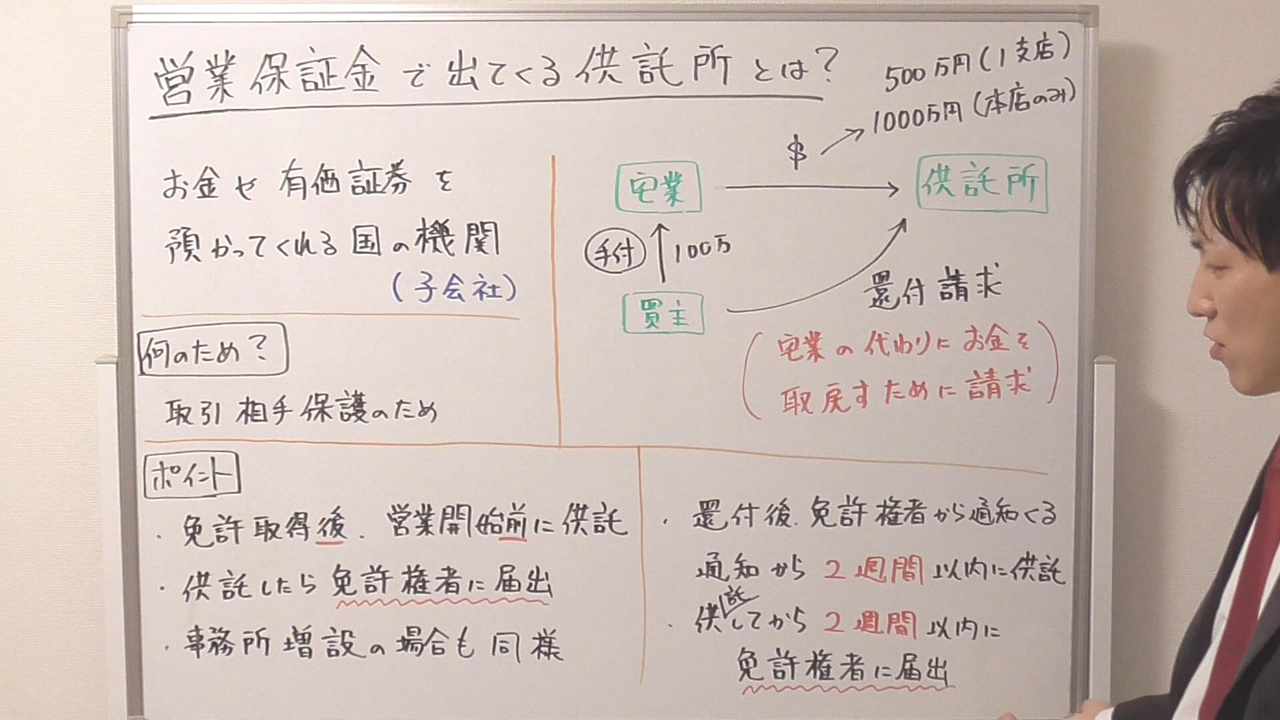 営業保証金で出てくる供託所とは?
お金や有価証券を
預かってくれる国の機関
(子会社)
何のため?
取引相手保護のため
500万円(1支店)
1000万円(本店のみ)
$
宅業
供託所
手付
100万
買主
還付請求
(宅業の代わりにお金を
取戻すために請求)
ポイント
・免許取得後、営業開始前に供託
・供託したら免許権者に届出
・事務所増設の場合も同様
・還付後、免許権者から通知くる
通知から2週間以内に供託
・供託してから2週間以内に
免許権者に届出